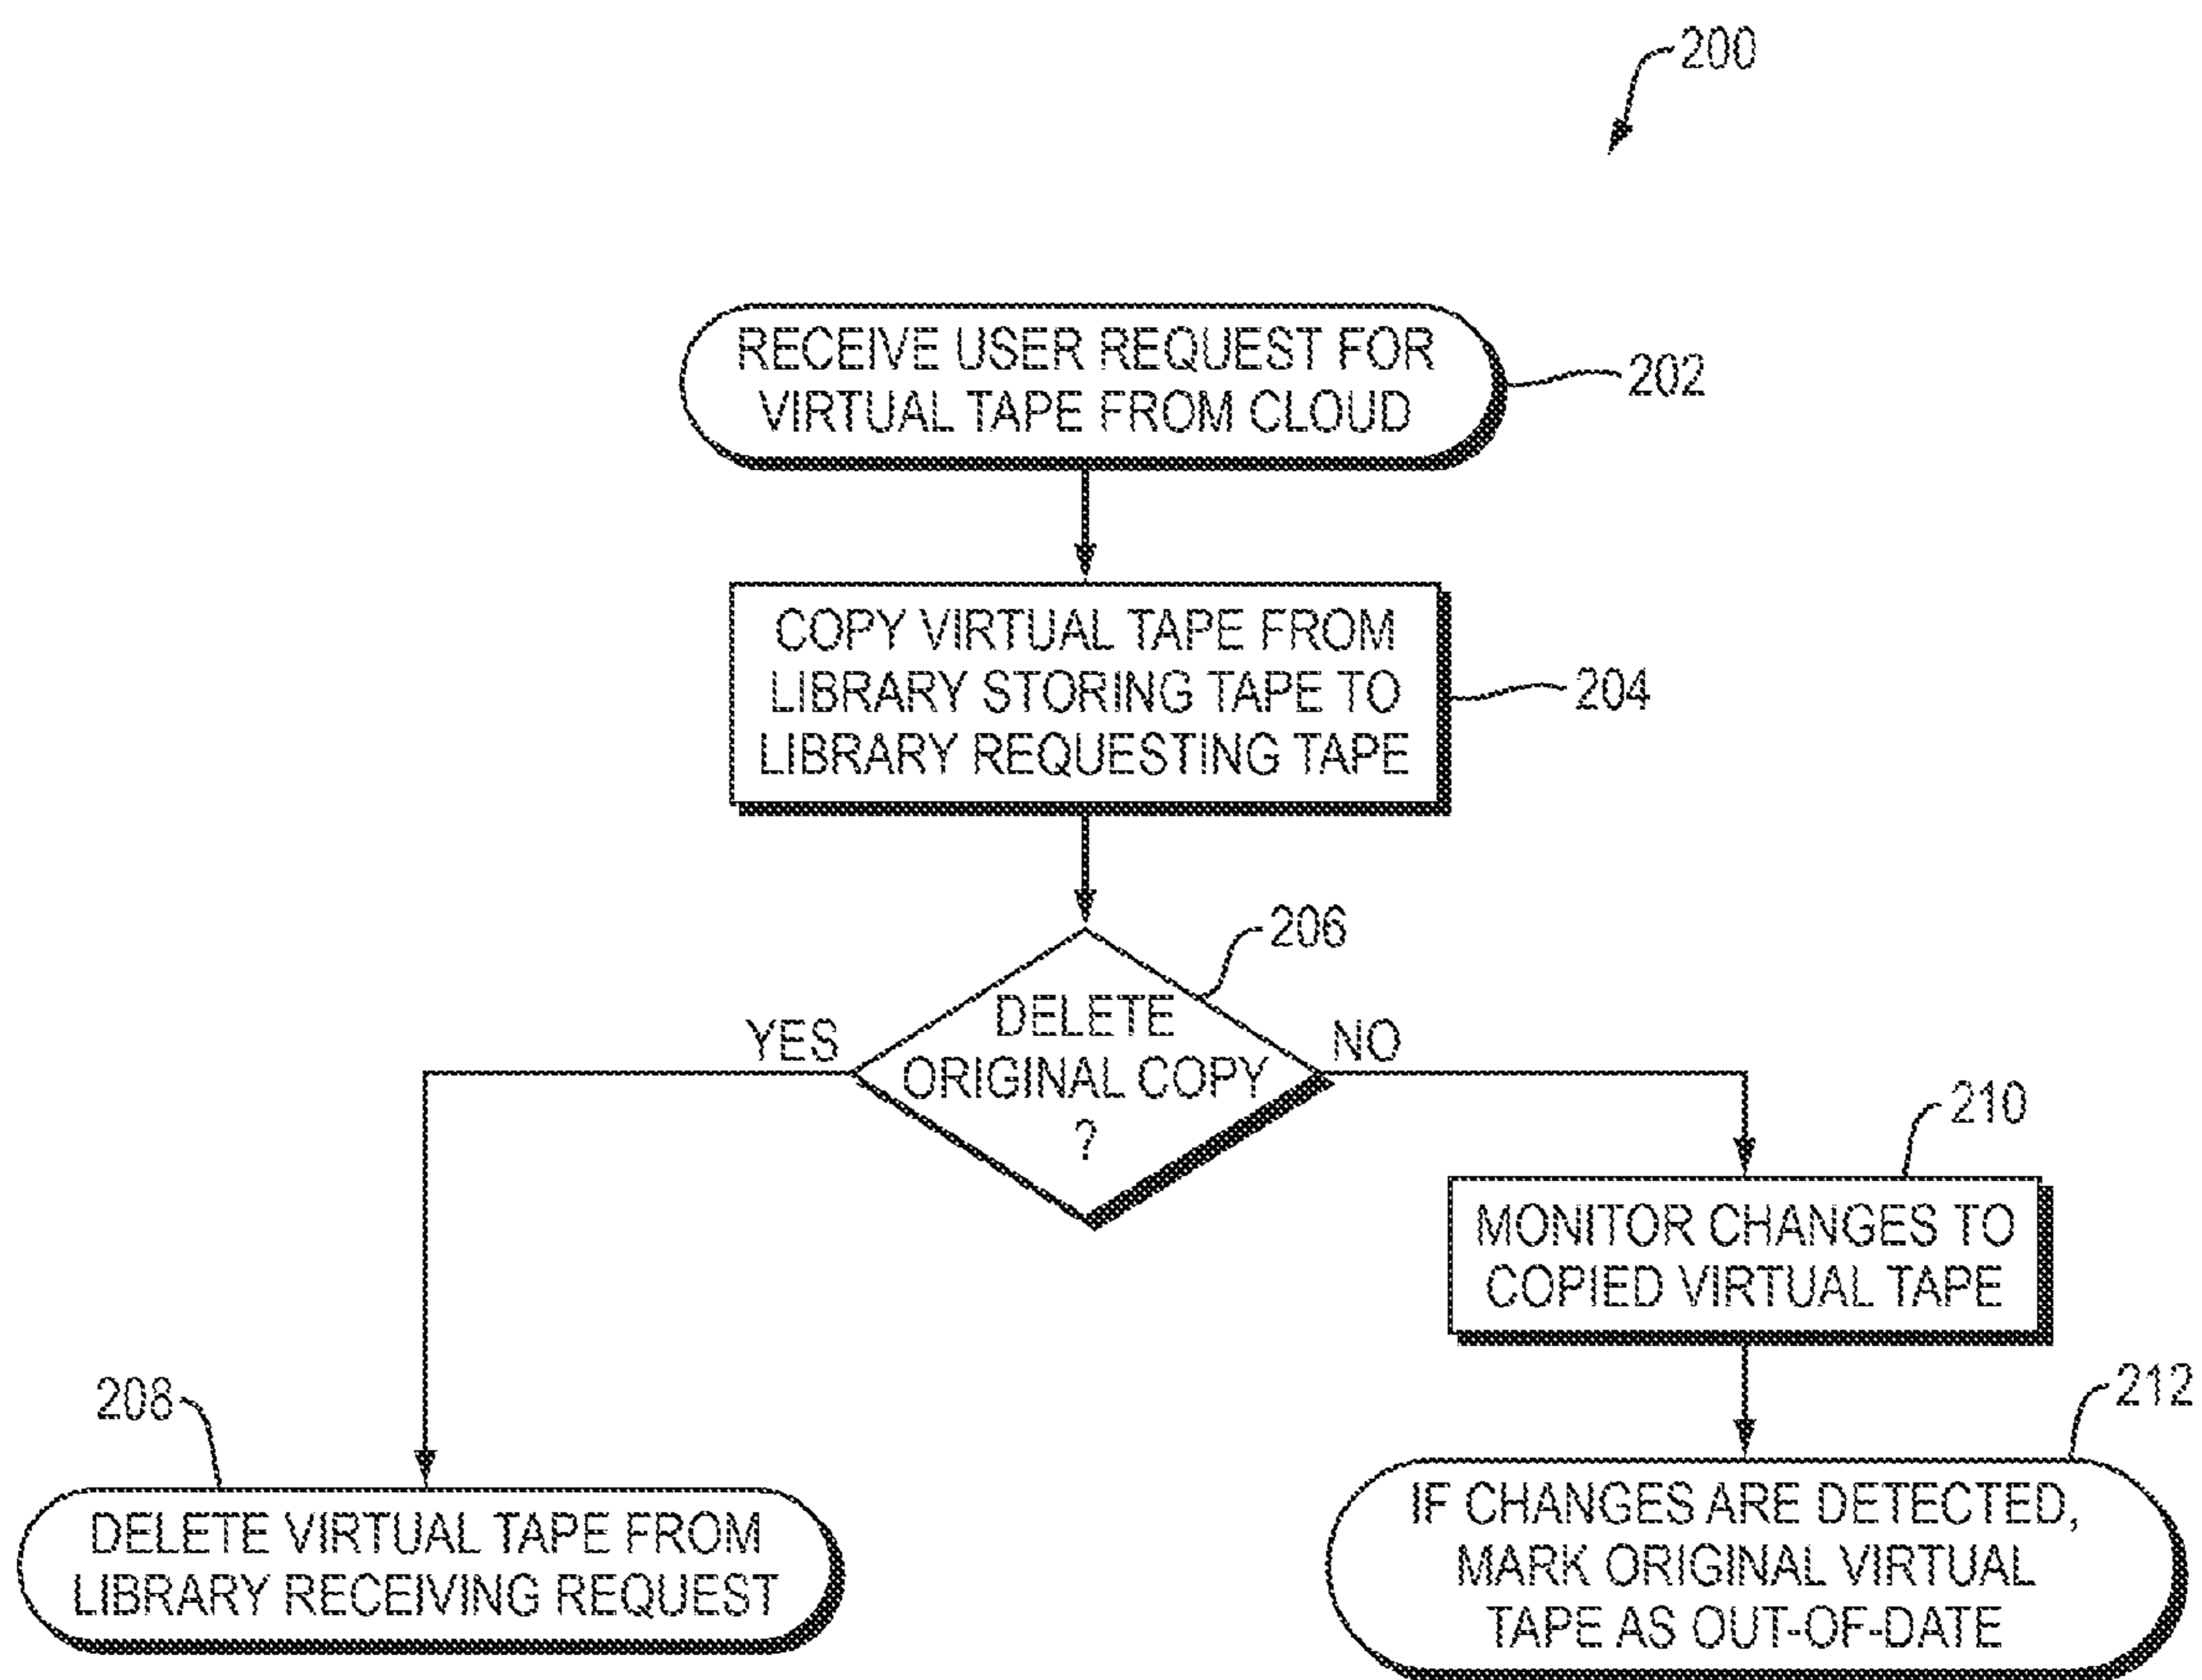 200
RECEIVE USER REQUEST FOR
VIRTUAL TAPE FROM CLOUD
202
COPY VIRTUAL TAPE FROM
LIBRARY STORING TAPE TO
LIBRARY REQUESTING TAPE
204
206
DELETE
ORIGINAL COPY
?
YES
NO
210
MONITOR CHANGES TO
COPIED VIRTUAL TAPE
208
DELETE VIRTUAL TAPE FROM
LIBRARY RECEIVING REQUEST
212
IF CHANGES ARE DETECTED,
MARK ORIGINAL VIRTUAL
TAPE AS OUT-OF-DATE